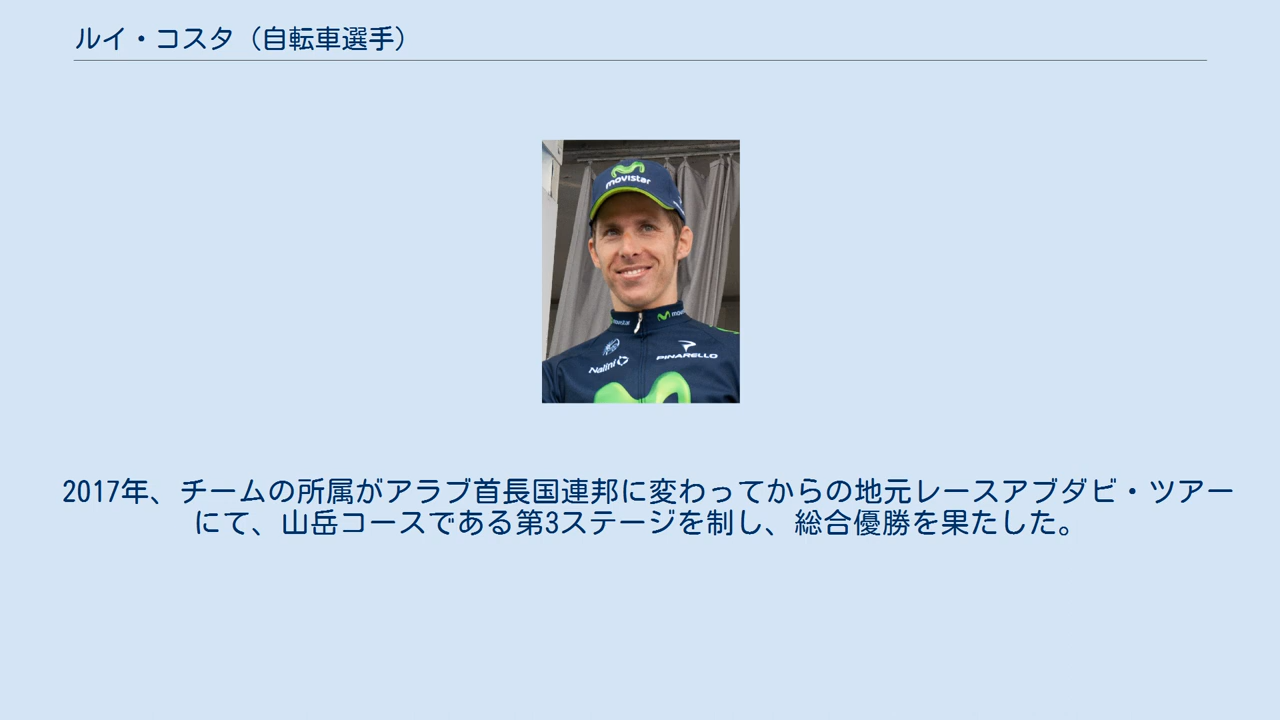 ルイ・コスタ（自転車選手）
movistar
movistar
PINARELLO
Nalini
2017年、チームの所属がアラブ首長国連邦に変わってからの地元レースアブダビ・ツアー
にて、山岳コースである第3ステージを制し、総合優勝を果たした。